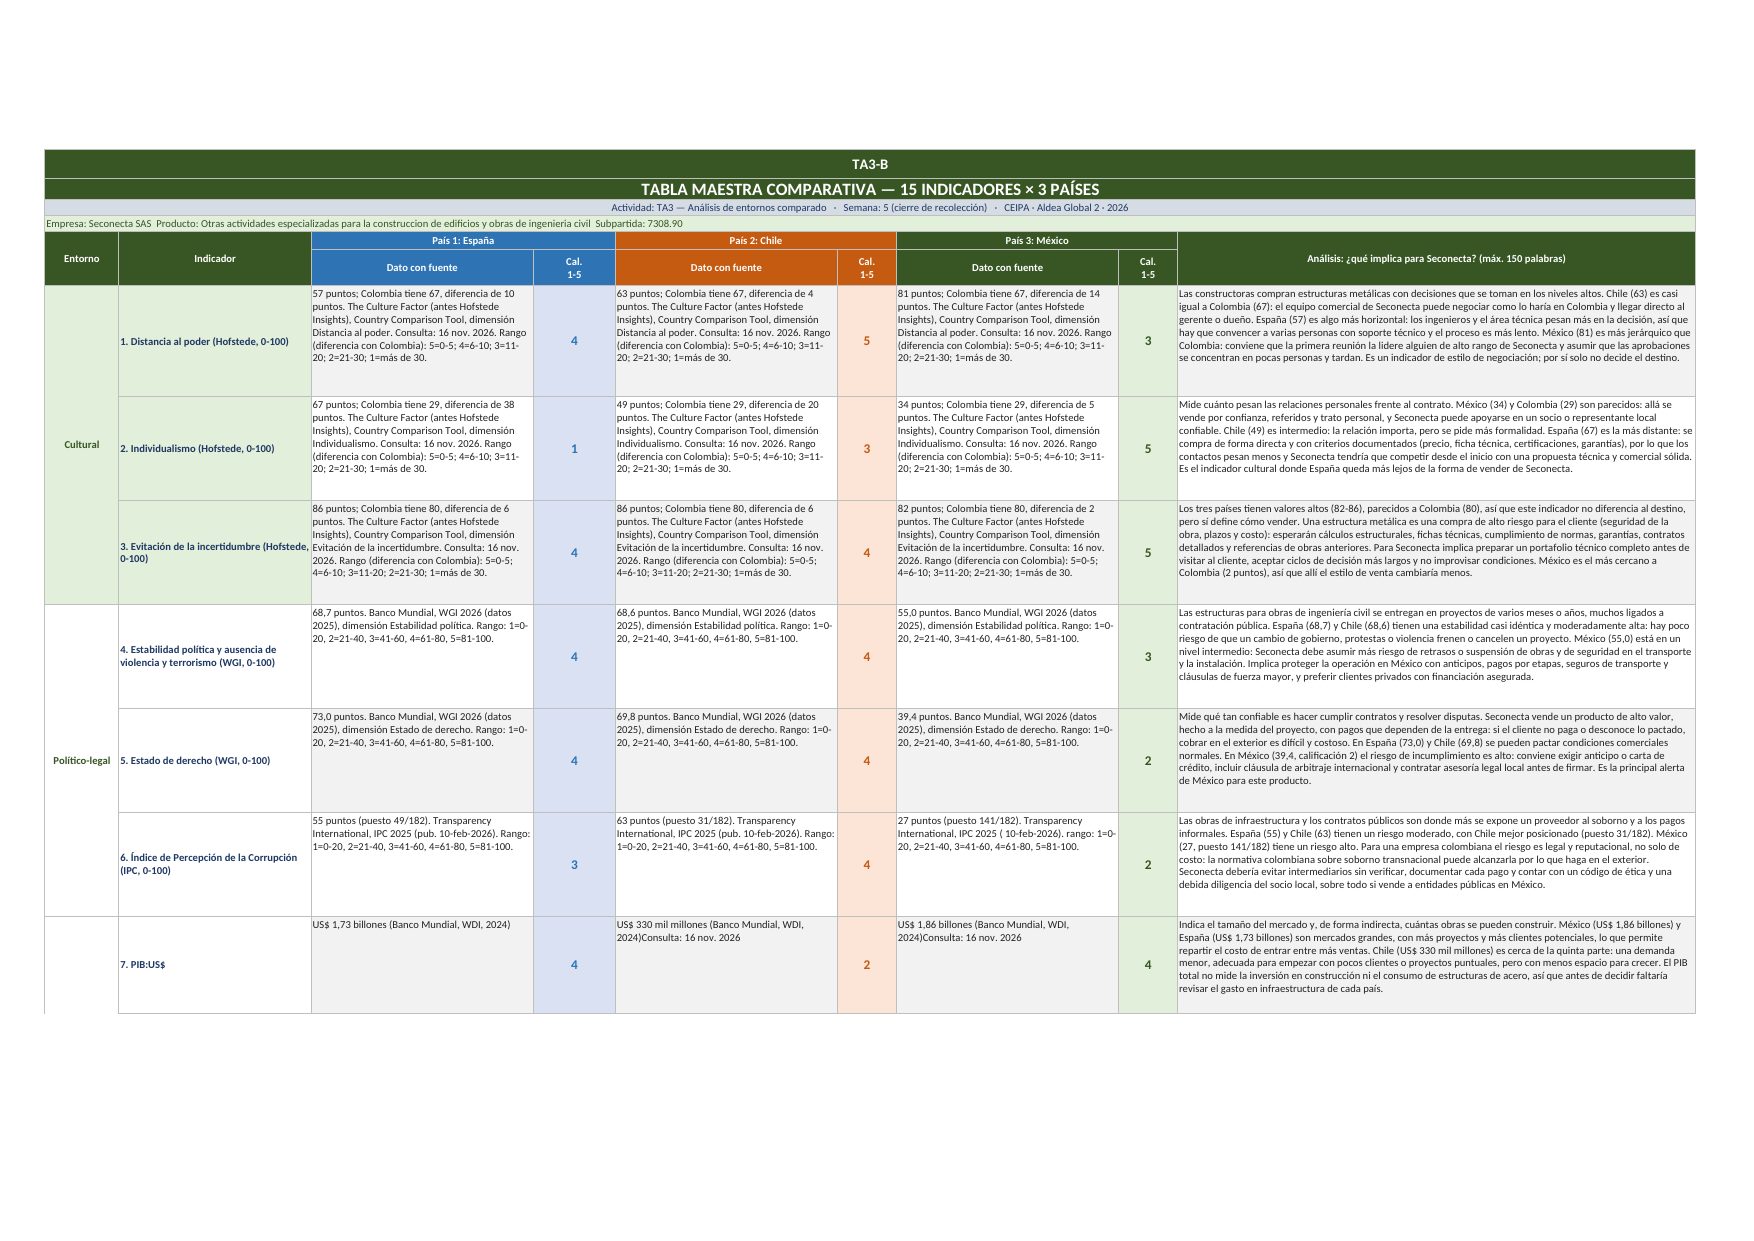 TA3-B
TABLA MAESTRA COMPARATIVA — 15 INDICADORES × 3 PAÍSES
Actividad: TA3 — Análisis de entornos comparado · Semana: 5 (cierre de recolección) · CEIPA · Aldea Global 2 · 2026
Empresa: Seconecta SAS Producto: Otras actividades especializadas para la construccion de edificios y obras de ingenieria civil Subpartida: 7308.90
Entorno
Indicador
País 1: España
País 2: Chile
País 3: México
Análisis: ¿qué implica para Seconecta? (máx. 150 palabras)
Dato con fuente
Cal.
1-5
Dato con fuente
Cal.
1-5
Dato con fuente
Cal.
1-5
Cultural
1. Distancia al poder (Hofstede, 0-100)
57 puntos; Colombia tiene 67, diferencia de 10
puntos. The Culture Factor (antes Hofstede
Insights), Country Comparison Tool, dimensión
Distancia al poder. Consulta: 16 nov. 2026. Rango
(diferencia con Colombia): 5=0-5; 4=6-10; 3=11-
20; 2=21-30; 1=más de 30.
4
63 puntos; Colombia tiene 67, diferencia de 4
puntos. The Culture Factor (antes Hofstede
Insights), Country Comparison Tool, dimensión
Distancia al poder. Consulta: 16 nov. 2026. Rango
(diferencia con Colombia): 5=0-5; 4=6-10; 3=11-
20; 2=21-30; 1=más de 30.
5
81 puntos; Colombia tiene 67, diferencia de 14
puntos. The Culture Factor (antes Hofstede
Insights), Country Comparison Tool, dimensión
Distancia al poder. Consulta: 16 nov. 2026. Rango
(diferencia con Colombia): 5=0-5; 4=6-10; 3=11-
20; 2=21-30; 1=más de 30.
3
Las constructoras compran estructuras metálicas con decisiones que se toman en los niveles altos. Chile (63) es casi
igual a Colombia (67): el equipo comercial de Seconecta puede negociar como lo haría en Colombia y llegar directo al
gerente o dueño. España (57) es algo más horizontal: los ingenieros y el área técnica pesan más en la decisión, así que
hay que convencer a varias personas con soporte técnico y el proceso es más lento. México (81) es más jerárquico que
Colombia: conviene que la primera reunión la lidere alguien de alto rango de Seconecta y asumir que las aprobaciones
se concentran en pocas personas y tardan. Es un indicador de estilo de negociación; por sí solo no decide el destino.
2. Individualismo (Hofstede, 0-100)
67 puntos; Colombia tiene 29, diferencia de 38
puntos. The Culture Factor (antes Hofstede
Insights), Country Comparison Tool, dimensión
Individualismo. Consulta: 16 nov. 2026. Rango
(diferencia con Colombia): 5=0-5; 4=6-10; 3=11-
20; 2=21-30; 1=más de 30.
1
49 puntos; Colombia tiene 29, diferencia de 20
puntos. The Culture Factor (antes Hofstede
Insights), Country Comparison Tool, dimensión
Individualismo. Consulta: 16 nov. 2026. Rango
(diferencia con Colombia): 5=0-5; 4=6-10; 3=11-
20; 2=21-30; 1=más de 30.
3
34 puntos; Colombia tiene 29, diferencia de 5
puntos. The Culture Factor (antes Hofstede
Insights), Country Comparison Tool, dimensión
Individualismo. Consulta: 16 nov. 2026. Rango
(diferencia con Colombia): 5=0-5; 4=6-10; 3=11-
20; 2=21-30; 1=más de 30.
5
Mide cuánto pesan las relaciones personales frente al contrato. México (34) y Colombia (29) son parecidos: allá se
vende por confianza, referidos y trato personal, y Seconecta puede apoyarse en un socio o representante local
confiable. Chile (49) es intermedio: la relación importa, pero se pide más formalidad. España (67) es la más distante: se
compra de forma directa y con criterios documentados (precio, ficha técnica, certificaciones, garantías), por lo que los
contactos pesan menos y Seconecta tendría que competir desde el inicio con una propuesta técnica y comercial sólida.
Es el indicador cultural donde España queda más lejos de la forma de vender de Seconecta.
3. Evitación de la incertidumbre (Hofstede,
0-100)
86 puntos; Colombia tiene 80, diferencia de 6
puntos. The Culture Factor (antes Hofstede
Insights), Country Comparison Tool, dimensión
Evitación de la incertidumbre. Consulta: 16 nov.
2026. Rango (diferencia con Colombia): 5=0-5;
4=6-10; 3=11-20; 2=21-30; 1=más de 30.
4
86 puntos; Colombia tiene 80, diferencia de 6
puntos. The Culture Factor (antes Hofstede
Insights), Country Comparison Tool, dimensión
Evitación de la incertidumbre. Consulta: 16 nov.
2026. Rango (diferencia con Colombia): 5=0-5;
4=6-10; 3=11-20; 2=21-30; 1=más de 30.
4
82 puntos; Colombia tiene 80, diferencia de 2
puntos. The Culture Factor (antes Hofstede
Insights), Country Comparison Tool, dimensión
Evitación de la incertidumbre. Consulta: 16 nov.
2026. Rango (diferencia con Colombia): 5=0-5;
4=6-10; 3=11-20; 2=21-30; 1=más de 30.
5
Los tres países tienen valores altos (82-86), parecidos a Colombia (80), así que este indicador no diferencia al destino,
pero sí define cómo vender. Una estructura metálica es una compra de alto riesgo para el cliente (seguridad de la
obra, plazos y costo): esperarán cálculos estructurales, fichas técnicas, cumplimiento de normas, garantías, contratos
detallados y referencias de obras anteriores. Para Seconecta implica preparar un portafolio técnico completo antes de
visitar al cliente, aceptar ciclos de decisión más largos y no improvisar condiciones. México es el más cercano a
Colombia (2 puntos), así que allí el estilo de venta cambiaría menos.
Político-legal
4. Estabilidad política y ausencia de
violencia y terrorismo (WGI, 0-100)
68,7 puntos. Banco Mundial, WGI 2026 (datos
2025), dimensión Estabilidad política. Rango: 1=0-
20, 2=21-40, 3=41-60, 4=61-80, 5=81-100.
4
68,6 puntos. Banco Mundial, WGI 2026 (datos
2025), dimensión Estabilidad política. Rango: 1=0-
20, 2=21-40, 3=41-60, 4=61-80, 5=81-100.
4
55,0 puntos. Banco Mundial, WGI 2026 (datos
2025), dimensión Estabilidad política. Rango: 1=0-
20, 2=21-40, 3=41-60, 4=61-80, 5=81-100.
3
Las estructuras para obras de ingeniería civil se entregan en proyectos de varios meses o años, muchos ligados a
contratación pública. España (68,7) y Chile (68,6) tienen una estabilidad casi idéntica y moderadamente alta: hay poco
riesgo de que un cambio de gobierno, protestas o violencia frenen o cancelen un proyecto. México (55,0) está en un
nivel intermedio: Seconecta debe asumir más riesgo de retrasos o suspensión de obras y de seguridad en el transporte
y la instalación. Implica proteger la operación en México con anticipos, pagos por etapas, seguros de transporte y
cláusulas de fuerza mayor, y preferir clientes privados con financiación asegurada.
5. Estado de derecho (WGI, 0-100)
73,0 puntos. Banco Mundial, WGI 2026 (datos
2025), dimensión Estado de derecho. Rango: 1=0-
20, 2=21-40, 3=41-60, 4=61-80, 5=81-100.
4
69,8 puntos. Banco Mundial, WGI 2026 (datos
2025), dimensión Estado de derecho. Rango: 1=0-
20, 2=21-40, 3=41-60, 4=61-80, 5=81-100.
4
39,4 puntos. Banco Mundial, WGI 2026 (datos
2025), dimensión Estado de derecho. Rango: 1=0-
20, 2=21-40, 3=41-60, 4=61-80, 5=81-100.
2
Mide qué tan confiable es hacer cumplir contratos y resolver disputas. Seconecta vende un producto de alto valor,
hecho a la medida del proyecto, con pagos que dependen de la entrega: si el cliente no paga o desconoce lo pactado,
cobrar en el exterior es difícil y costoso. En España (73,0) y Chile (69,8) se pueden pactar condiciones comerciales
normales. En México (39,4, calificación 2) el riesgo de incumplimiento es alto: conviene exigir anticipo o carta de
crédito, incluir cláusula de arbitraje internacional y contratar asesoría legal local antes de firmar. Es la principal alerta
de México para este producto.
6. Índice de Percepción de la Corrupción
(IPC, 0-100)
55 puntos (puesto 49/182). Transparency
International, IPC 2025 (pub. 10-feb-2026). Rango:
1=0-20, 2=21-40, 3=41-60, 4=61-80, 5=81-100.
3
63 puntos (puesto 31/182). Transparency
International, IPC 2025 (pub. 10-feb-2026). Rango:
1=0-20, 2=21-40, 3=41-60, 4=61-80, 5=81-100.
4
27 puntos (puesto 141/182). Transparency
International, IPC 2025 ( 10-feb-2026). rango: 1=0-
20, 2=21-40, 3=41-60, 4=61-80, 5=81-100.
2
Las obras de infraestructura y los contratos públicos son donde más se expone un proveedor al soborno y a los pagos
informales. España (55) y Chile (63) tienen un riesgo moderado, con Chile mejor posicionado (puesto 31/182). México
(27, puesto 141/182) tiene un riesgo alto. Para una empresa colombiana el riesgo es legal y reputacional, no solo de
costo: la normativa colombiana sobre soborno transnacional puede alcanzarla por lo que haga en el exterior.
Seconecta debería evitar intermediarios sin verificar, documentar cada pago y contar con un código de ética y una
debida diligencia del socio local, sobre todo si vende a entidades públicas en México.
7. PIB:US$
US$ 1,73 billones (Banco Mundial, WDI, 2024)
4
US$ 330 mil millones (Banco Mundial, WDI,
2024)Consulta: 16 nov. 2026
2
US$ 1,86 billones (Banco Mundial, WDI,
2024)Consulta: 16 nov. 2026
4
Indica el tamaño del mercado y, de forma indirecta, cuántas obras se pueden construir. México (US$ 1,86 billones) y
España (US$ 1,73 billones) son mercados grandes, con más proyectos y más clientes potenciales, lo que permite
repartir el costo de entrar entre más ventas. Chile (US$ 330 mil millones) es cerca de la quinta parte: una demanda
menor, adecuada para empezar con pocos clientes o proyectos puntuales, pero con menos espacio para crecer. El PIB
total no mide la inversión en construcción ni el consumo de estructuras de acero, así que antes de decidir faltaría
revisar el gasto en infraestructura de cada país.